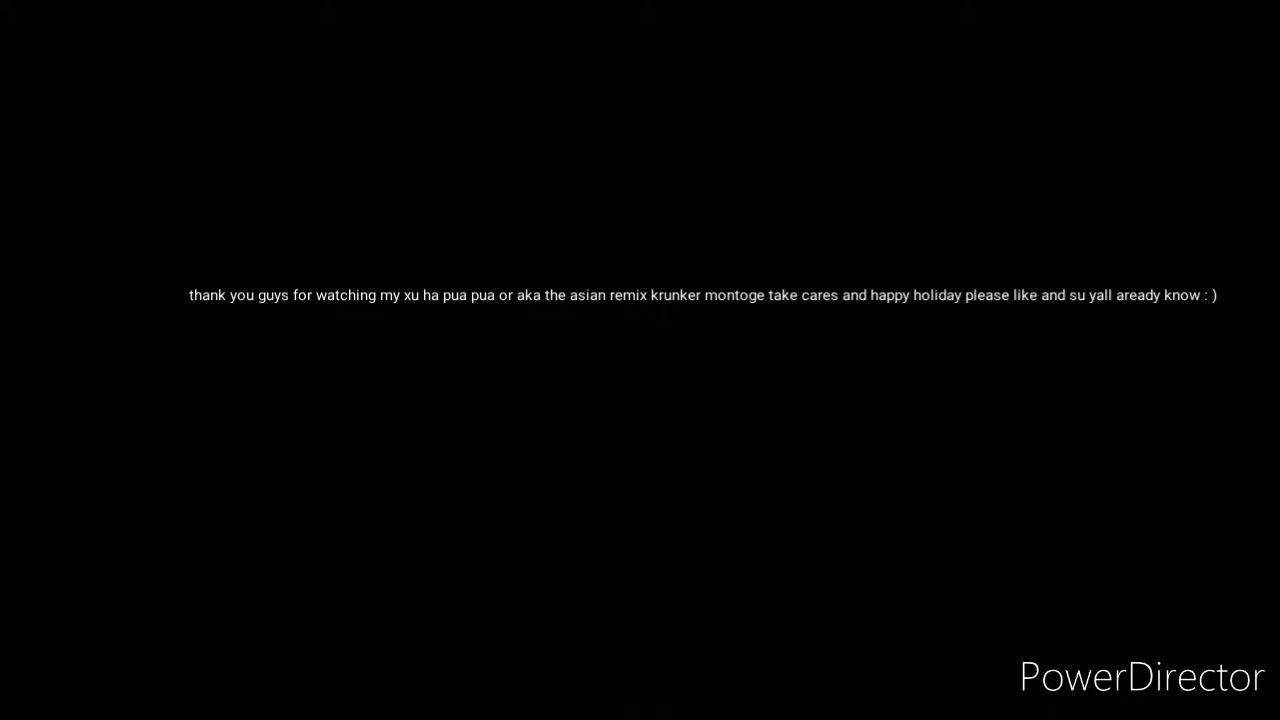 thank you guys for watching my xu ha pua pua or aka the asian remix krunker montoge take cares and happy holiday please like and su yall aready know : )
PowerDirector